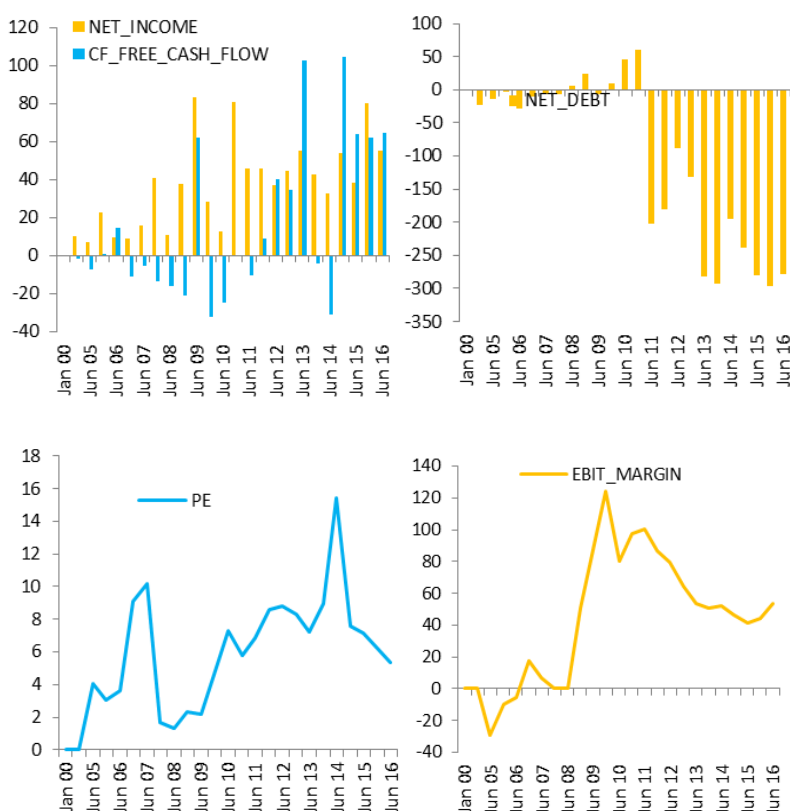 NET_INCOME
CF_FREE_CASH_FLOW
120
100
80
60
40
20
0
-20
-40
Jan 00
Jun 05
Jun 06
Jun 07
Jun 08
Jun 09
Jun 10
Jun 11
Jun 12
Jun 13
Jun 14
Jun 15
Jun 16
NET_DEBT
100
50
0
-50
-100
-150
-200
-250
-300
-350
Jan 00
Jun 05
Jun 06
Jun 07
Jun 08
Jun 09
Jun 10
Jun 11
Jun 12
Jun 13
Jun 14
Jun 15
Jun 16
PE
18
16
14
12
10
8
6
4
2
0
Jan 00
Jun 05
Jun 06
Jun 07
Jun 08
Jun 09
Jun 10
Jun 11
Jun 12
Jun 13
Jun 14
Jun 15
Jun 16
EBIT_MARGIN
140
120
100
80
60
40
20
0
-20
-40
Jan 00
Jun 05
Jun 06
Jun 07
Jun 08
Jun 09
Jun 10
Jun 11
Jun 12
Jun 13
Jun 14
Jun 15
Jun 16